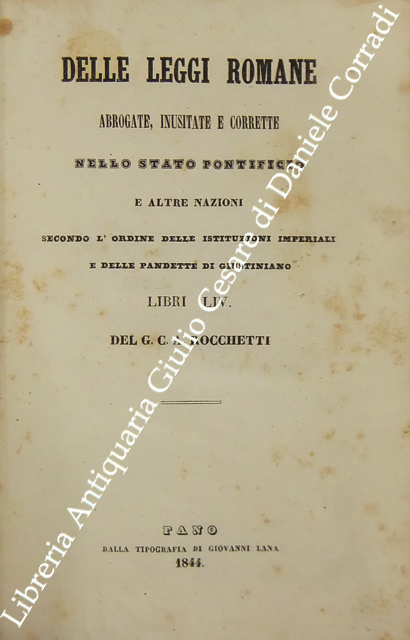 DELLE LEGGI ROMANE
ABROGATE, INUSITATE E CORRETTE
NELLO STATO PONTIFICIO
E ALTRE NAZIONI
SECONDO L' ORDINE DELLE ISTITUZIONI IMPERIALI
E DELLE PANDETTE DI GIUSTINIANO
LIBRI LIV.
DEL G. C. ROCCHETTI
FANO
DALLA TIPOGRAFIA DI GIOVANNI LANA
1844.
Libreria Antiquaria Giulio Cesare di Daniele Corradi